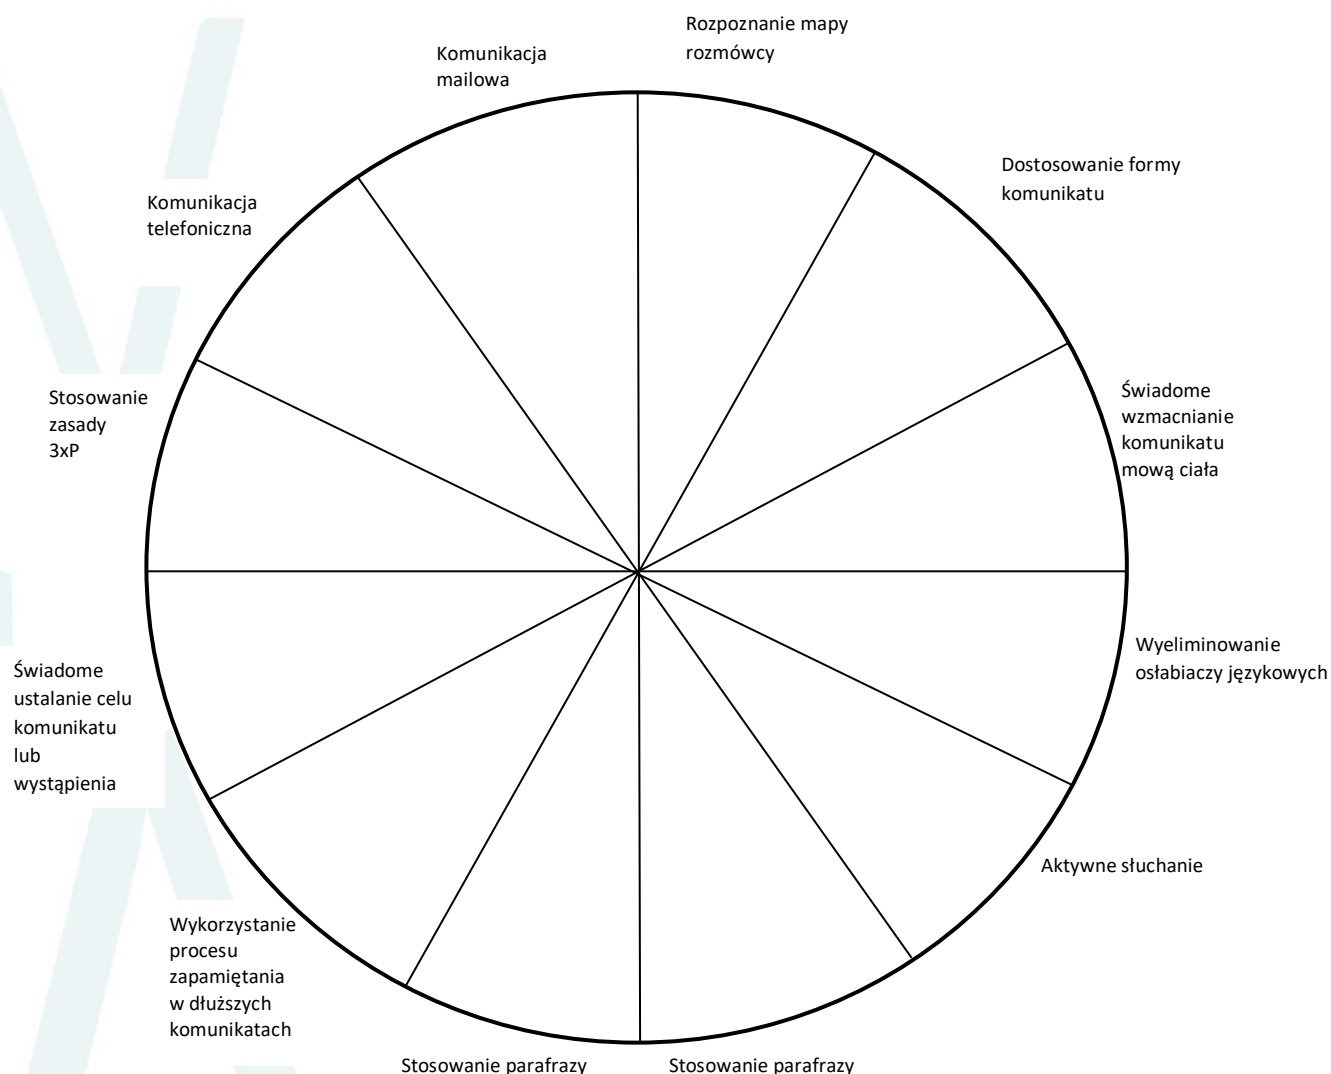 Rozpoznanie mapy
rozmówcy
Komunikacja
mailowa
Dostosowanie formy
komunikatu
Komunikacja
telefoniczna
Świadome
wzmacnianie
komunikatu
mową ciała
Stosowanie
zasady
3xP
Wyeliminowanie
osłabiaczy językowych
Świadome
ustalanie celu
komunikatu
lub
wystąpienia
Aktywne słuchanie
Wykorzystanie
procesu
zapamiętania
w dłuższych
komunikatach
Stosowanie parafrazy
Stosowanie parafrazy